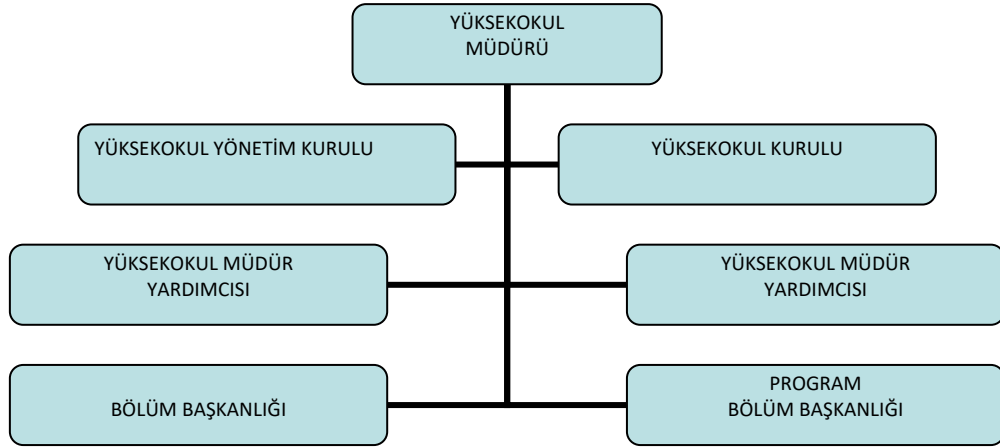 YÜKSEKOKUL
MÜDÜRÜ
YÜKSEKOKUL YÖNETİM KURULU
YÜKSEKOKUL KURULU
YÜKSEKOKUL MÜDÜR
YARDIMCISI
YÜKSEKOKUL MÜDÜR
YARDIMCISI
BÖLÜM BAŞKANLIĞI
PROGRAM
BÖLÜM BAŞKANLIĞI